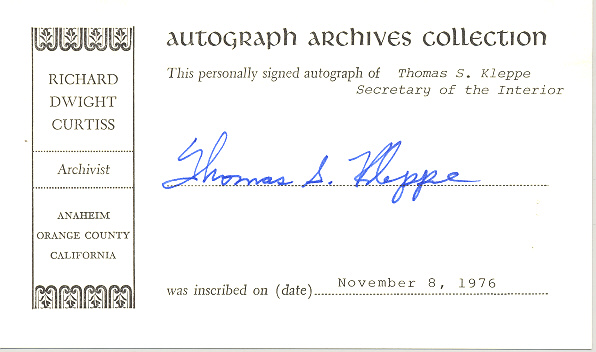 autograph archives collection
RICHARD
DWIGHT
CURTISS
Archivist
ANAHEIM
ORANGE COUNTY
CALIFORNIA
This personally signed autograph of Thomas S. Kleppe
Secretary of the Interior
Thomas S. Kleppe
was inscribed on (date) November 8, 1976